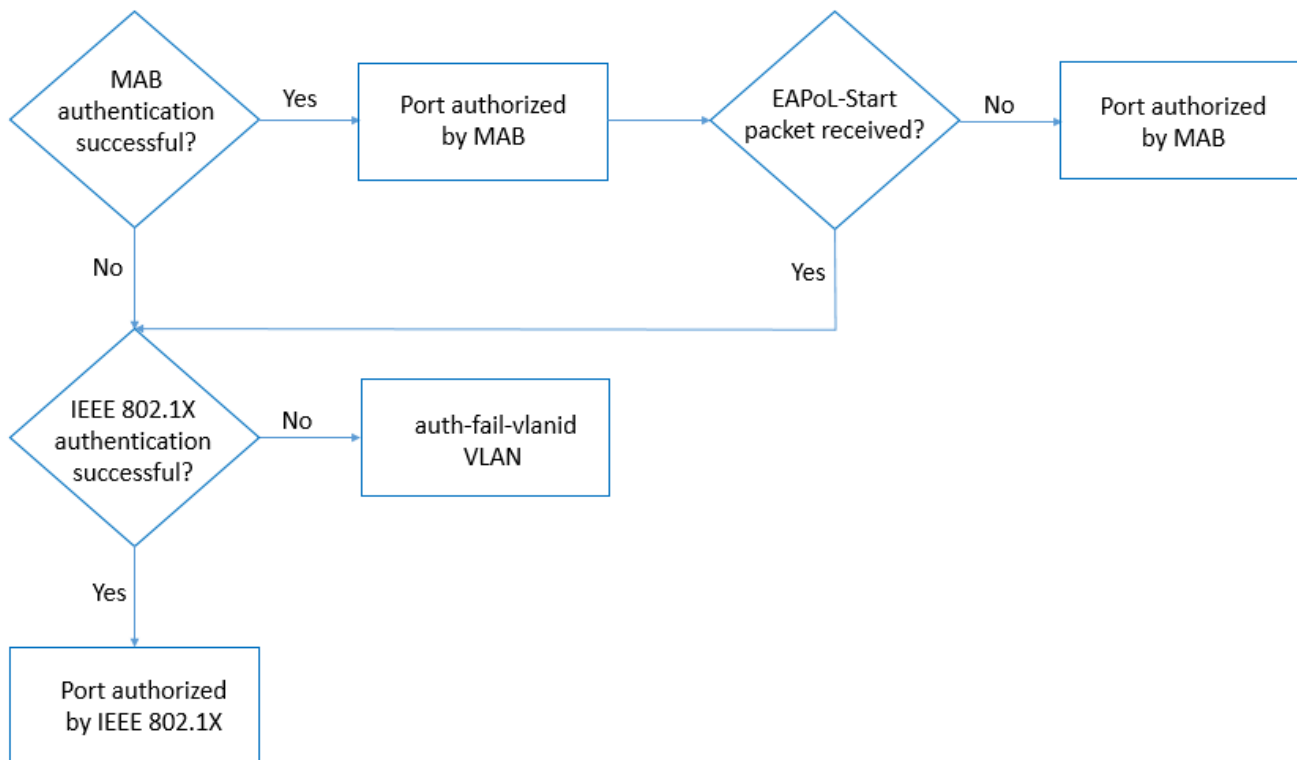 MAB
authentication
successful?
Yes
Port authorized
by MAB
EAPoL-Start
packet received?
No
Port authorized
by MAB
No
Yes
IEEE 802.1X
authentication
successful?
No
auth-fail-vlanid
VLAN
Yes
Port authorized
by IEEE 802.1X